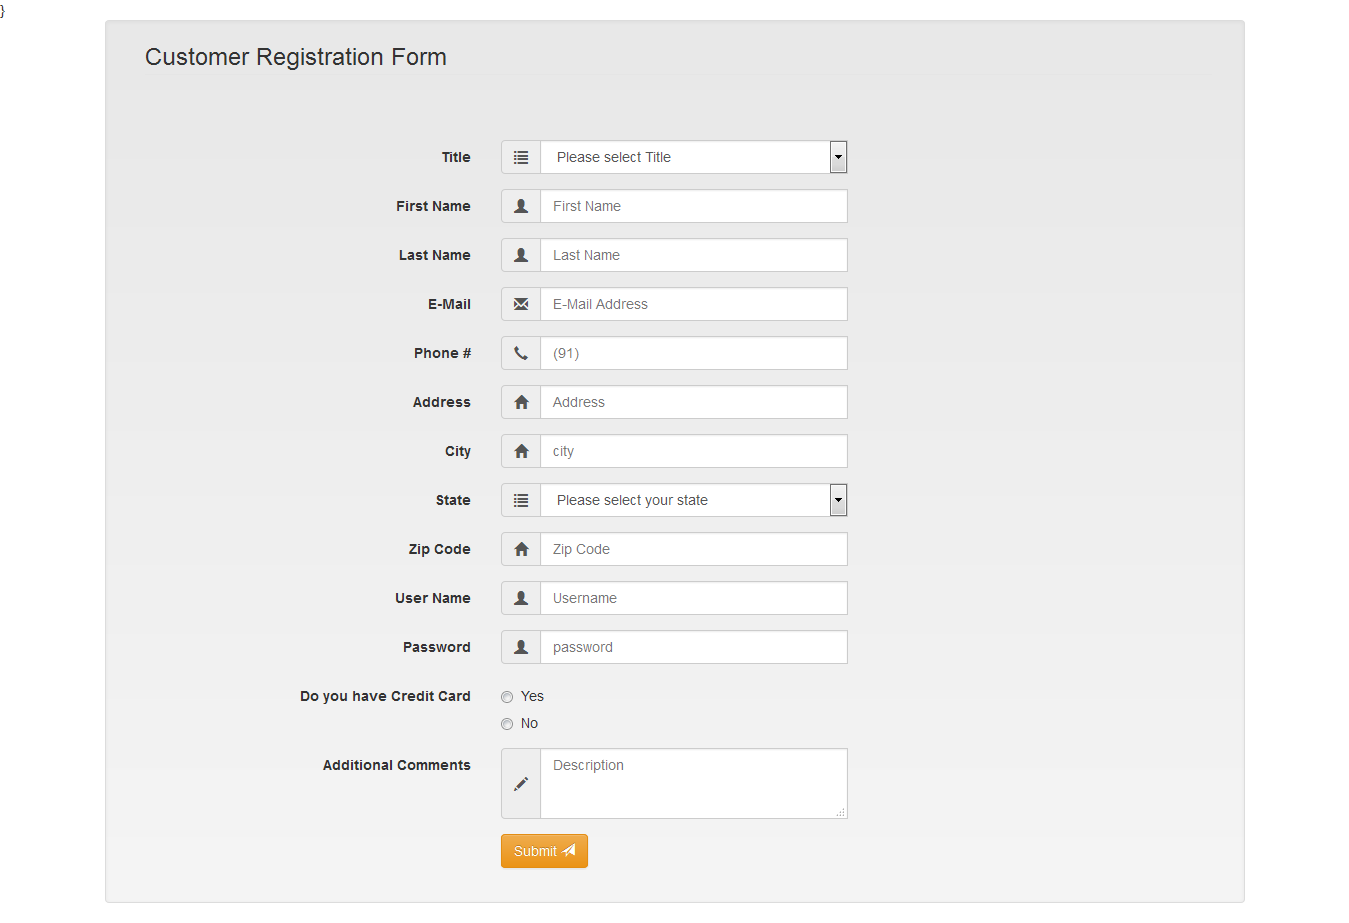 }
Customer Registration Form
Title Please select Title
First Name First Name
Last Name Last Name
E-Mail E-Mail Address
Phone # (91)
Address Address
City city
State Please select your state
Zip Code Zip Code
User Name Username
Password password
Do you have Credit Card Yes
No
Additional Comments Description
Submit